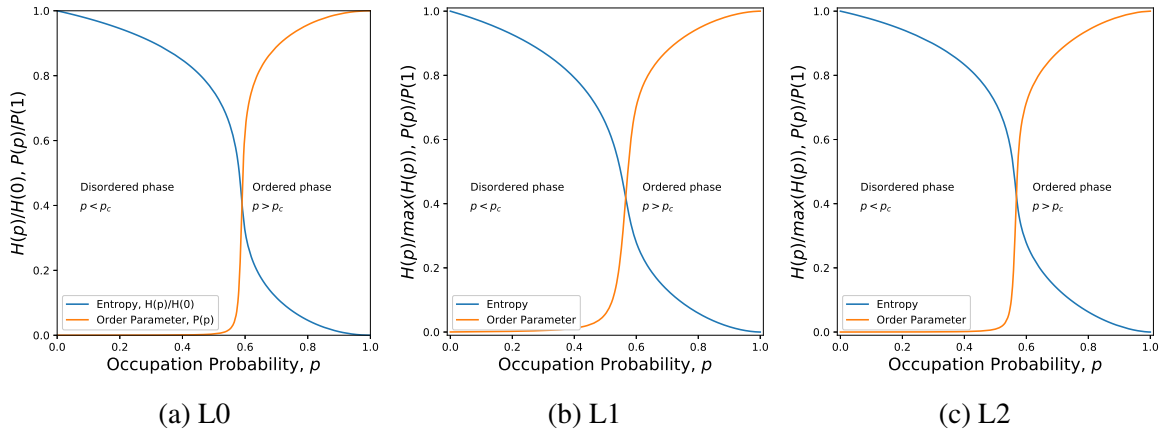 H(p)/H(0), P(p)/P(1)
1.0
0.8
0.6
0.4
0.2
0.0
Disordered phase
p < p_c
Ordered phase
p > p_c
Entropy, H(p)/H(0)
Order Parameter, P(p)
0.0 0.2 0.4 0.6 0.8 1.0
Occupation Probability, p
(a) L0
H(p)/max(H(p)), P(p)/P(1)
1.0
0.8
0.6
0.4
0.2
0.0
Disordered phase
p < p_c
Ordered phase
p > p_c
Entropy
Order Parameter
0.0 0.2 0.4 0.6 0.8 1.0
Occupation Probability, p
(b) L1
H(p)/max(H(p)), P(p)/P(1)
1.0
0.8
0.6
0.4
0.2
0.0
Disordered phase
p < p_c
Ordered phase
p > p_c
Entropy
Order Parameter
0.0 0.2 0.4 0.6 0.8 1.0
Occupation Probability, p
(c) L2